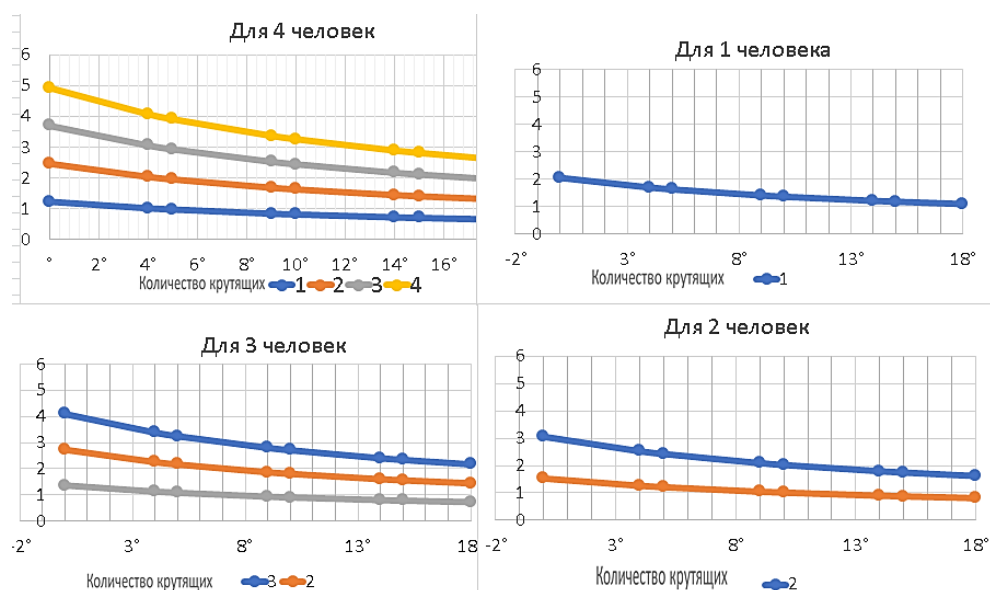 Для 4 человек
6
5
4
3
2
1
0
° 2° 4° 6° 8° 10° 12° 14° 16°
Количество крутящих 1 2 3 4
Для 1 человека
6
5
4
3
2
1
0
-2° 3° 8° 13° 18°
Количество крутящих 1
Для 3 человек
6
5
4
3
2
1
0
-2° 3° 8° 13° 18
Количество крутящих 3 2
Для 2 человек
6
5
4
3
2
1
0
-2° 3° 8° 13° 18°
Количество крутящих 2